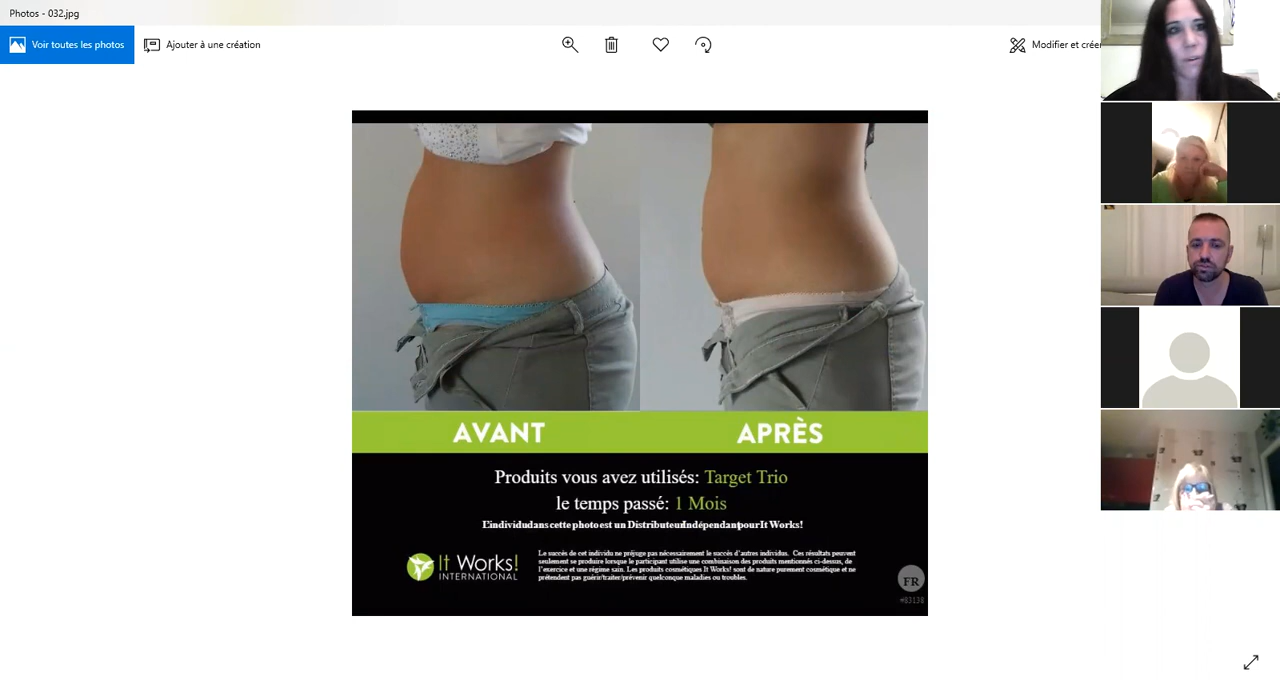 Photos - 032.jpg
Voir toutes les photos
Ajouter à une création
Modifier et créer
AVANT
APRÈS
Produits vous avez utilisés: Target Trio
le temps passé: 1 Mois
L'individu dans cette photo est un Distributeur Indépendant pour It Works!
Le succès de cet individu ne préjuge pas nécessairement le succès d'autres individus. Ces résultats peuvent
seulement se produire lorsque le participant utilise une combinaison des produits mentionnés ci-dessus, de
l'exercice et une régime sain. Les produits cosmétiques It Works! sont de nature purement cosmétique et ne
prétendent pas guérir/traiter/prévenir quelconque maladies ou troubles.
It Works!
INTERNATIONAL
FR
#83138